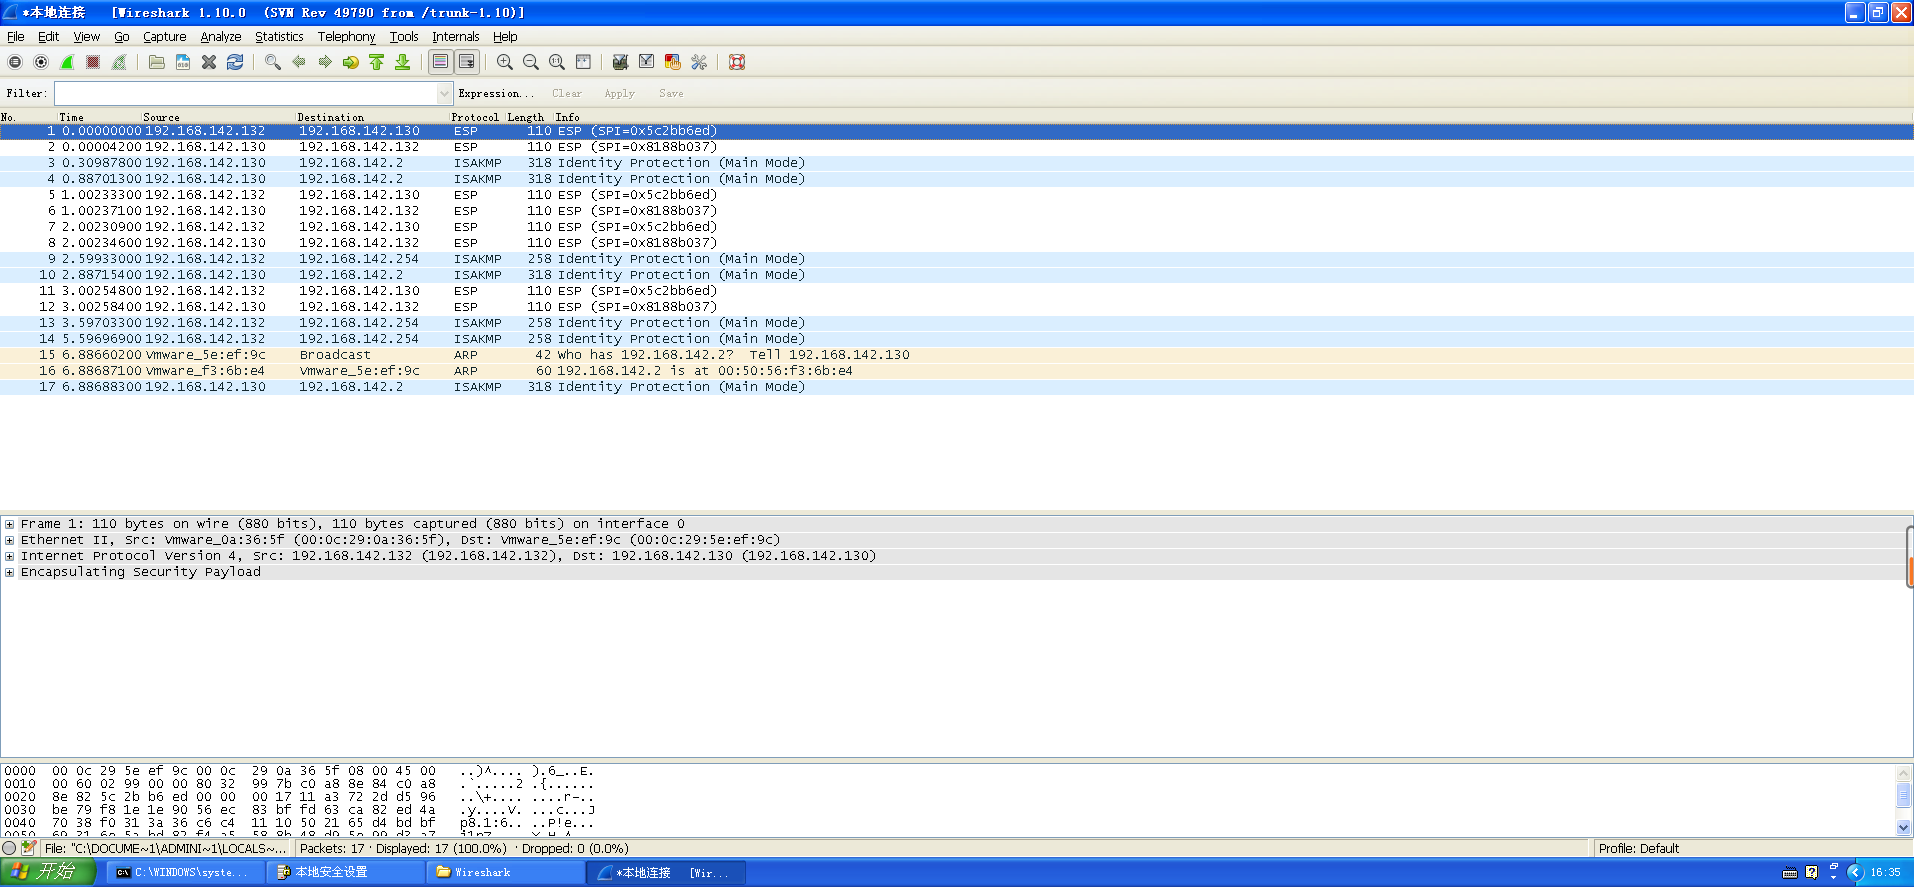 *本地连接 [Wireshark 1.10.0 (SVN Rev 49790 from /trunk-1.10)]
File Edit View Go Capture Analyze Statistics Telephony Tools Internals Help
Filter: Expression... Clear Apply Save
No. Time Source Destination Protocol Length Info
1 0.00000000 192.168.142.132 192.168.142.130 ESP 110 ESP (SPI=0x5c2bb6ed)
2 0.00004200 192.168.142.130 192.168.142.132 ESP 110 ESP (SPI=0x8188b037)
3 0.30987800 192.168.142.130 192.168.142.2 ISAKMP 318 Identity Protection (Main Mode)
4 0.88701300 192.168.142.130 192.168.142.2 ISAKMP 318 Identity Protection (Main Mode)
5 1.00233300 192.168.142.132 192.168.142.130 ESP 110 ESP (SPI=0x5c2bb6ed)
6 1.00237100 192.168.142.130 192.168.142.132 ESP 110 ESP (SPI=0x8188b037)
7 2.00230900 192.168.142.132 192.168.142.130 ESP 110 ESP (SPI=0x5c2bb6ed)
8 2.00234600 192.168.142.130 192.168.142.132 ESP 110 ESP (SPI=0x8188b037)
9 2.59933000 192.168.142.132 192.168.142.254 ISAKMP 258 Identity Protection (Main Mode)
10 2.88715400 192.168.142.130 192.168.142.2 ISAKMP 318 Identity Protection (Main Mode)
11 3.00254800 192.168.142.132 192.168.142.130 ESP 110 ESP (SPI=0x5c2bb6ed)
12 3.00258400 192.168.142.130 192.168.142.132 ESP 110 ESP (SPI=0x8188b037)
13 3.59703300 192.168.142.132 192.168.142.254 ISAKMP 258 Identity Protection (Main Mode)
14 5.59696900 192.168.142.132 192.168.142.254 ISAKMP 258 Identity Protection (Main Mode)
15 6.88660200 Vmware_5e:ef:9c Broadcast ARP 42 Who has 192.168.142.2? Tell 192.168.142.130
16 6.88687100 Vmware_f3:6b:e4 Vmware_5e:ef:9c ARP 60 192.168.142.2 is at 00:50:56:f3:6b:e4
17 6.88688300 192.168.142.130 192.168.142.2 ISAKMP 318 Identity Protection (Main Mode)
Frame 1: 110 bytes on wire (880 bits), 110 bytes captured (880 bits) on interface 0
Ethernet II, Src: Vmware_0a:36:5f (00:0c:29:0a:36:5f), Dst: Vmware_5e:ef:9c (00:0c:29:5e:ef:9c)
Internet Protocol Version 4, Src: 192.168.142.132 (192.168.142.132), Dst: 192.168.142.130 (192.168.142.130)
Encapsulating Security Payload
0000 00 0c 29 5e ef 9c 00 0c 29 0a 36 5f 08 00 45 00 ..)^.... ).6_..E.
0010 00 60 02 99 00 00 80 32 99 7b c0 a8 8e 84 c0 a8 .`.....2 .{......
0020 8e 82 5c 2b b6 ed 00 00 00 17 11 a3 72 2d d5 96 ..\+.... ....r-..
0030 be 79 f8 1e 1e 90 56 ec 83 bf fd 63 ca 82 ed 4a .y....V. ...c...J
0040 70 38 f0 31 3a 36 c6 c4 11 10 50 21 65 d4 bd bf p8.1:6.. ..P!e...
File: "C:\DOCUME~1\ADMINI~1\LOCALS~... Packets: 17 · Displayed: 17 (100.0%) · Dropped: 0 (0.0%) Profile: Default
开始 C:\WINDOWS\syste... 本地安全设置 Wireshark *本地连接 [Wir... 16:35